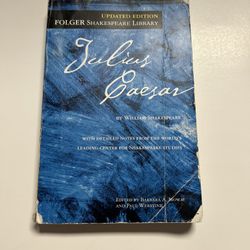 UPDATED EDITION
FOLGER SHAKESPEARE LIBRARY
Julius
Caesar
BY WILLIAM SHAKESPEARE
WITH DETAILED NOTES FROM THE WORLD'S
LEADING CENTER FOR SHAKESPEARE STUDIES
EDITED BY BARBARA A. MOWAT
AND PAUL WERSTINE